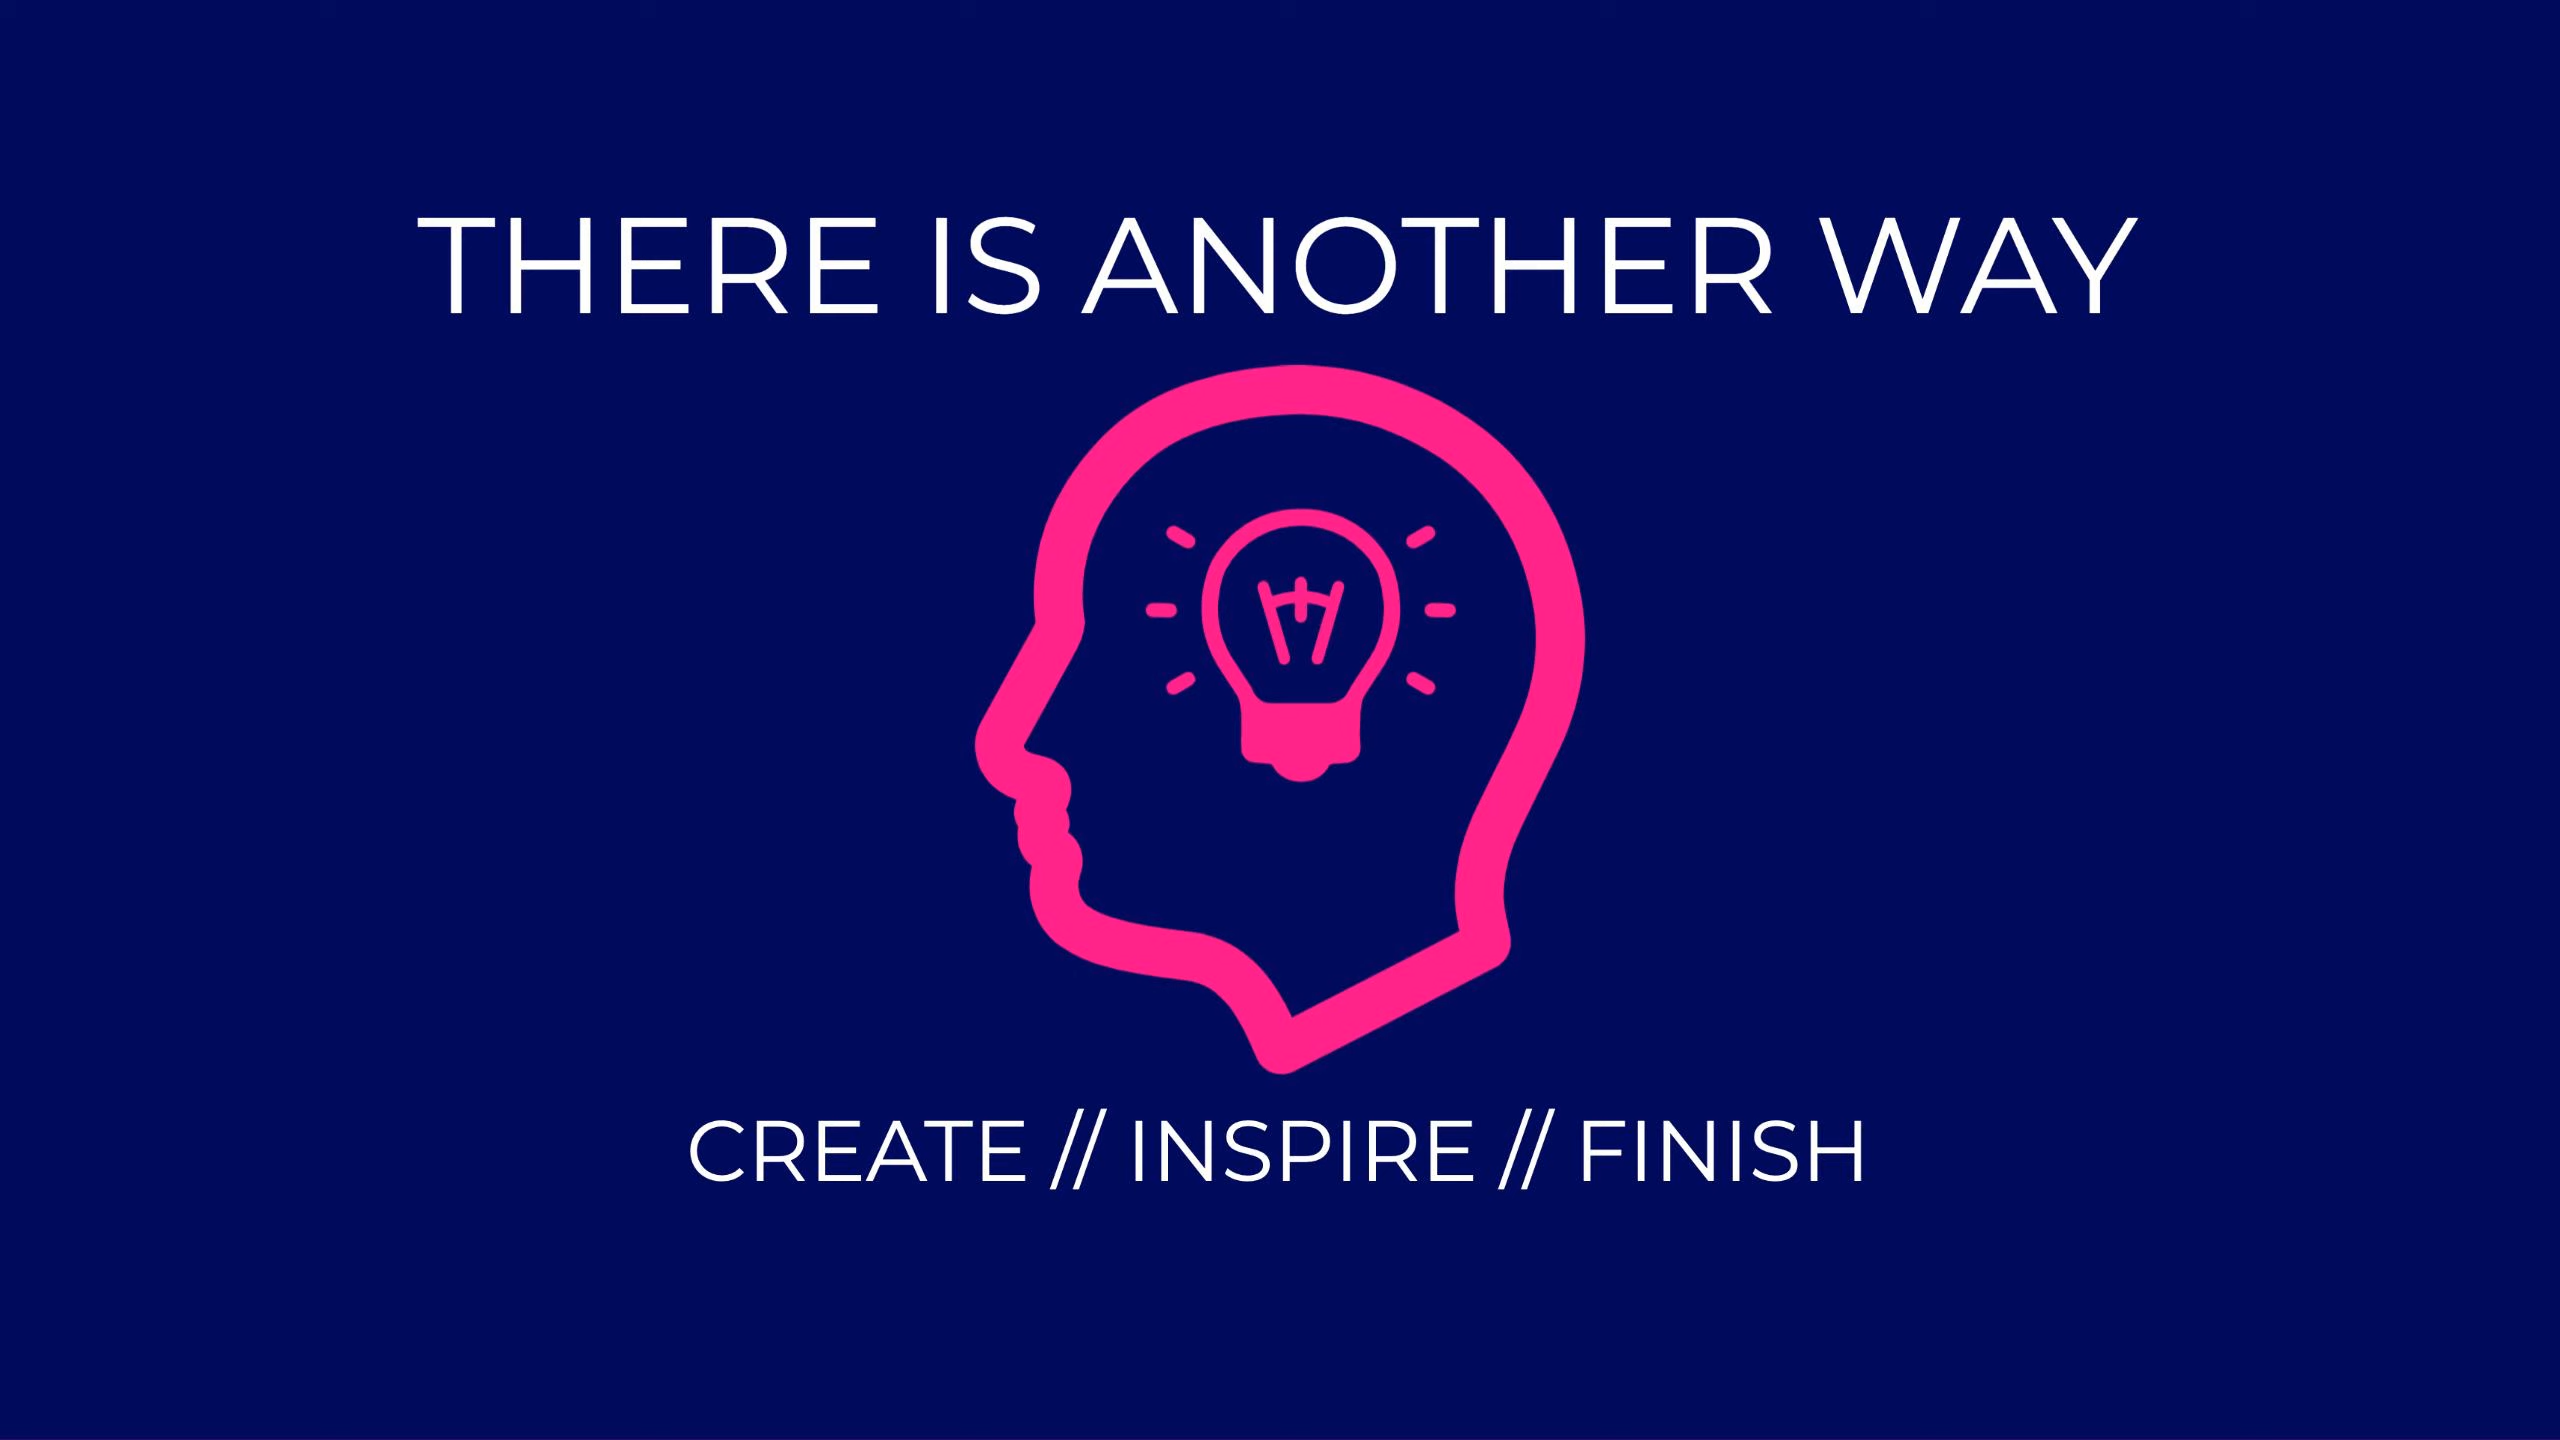 THERE IS ANOTHER WAY
CREATE // INSPIRE // FINISH